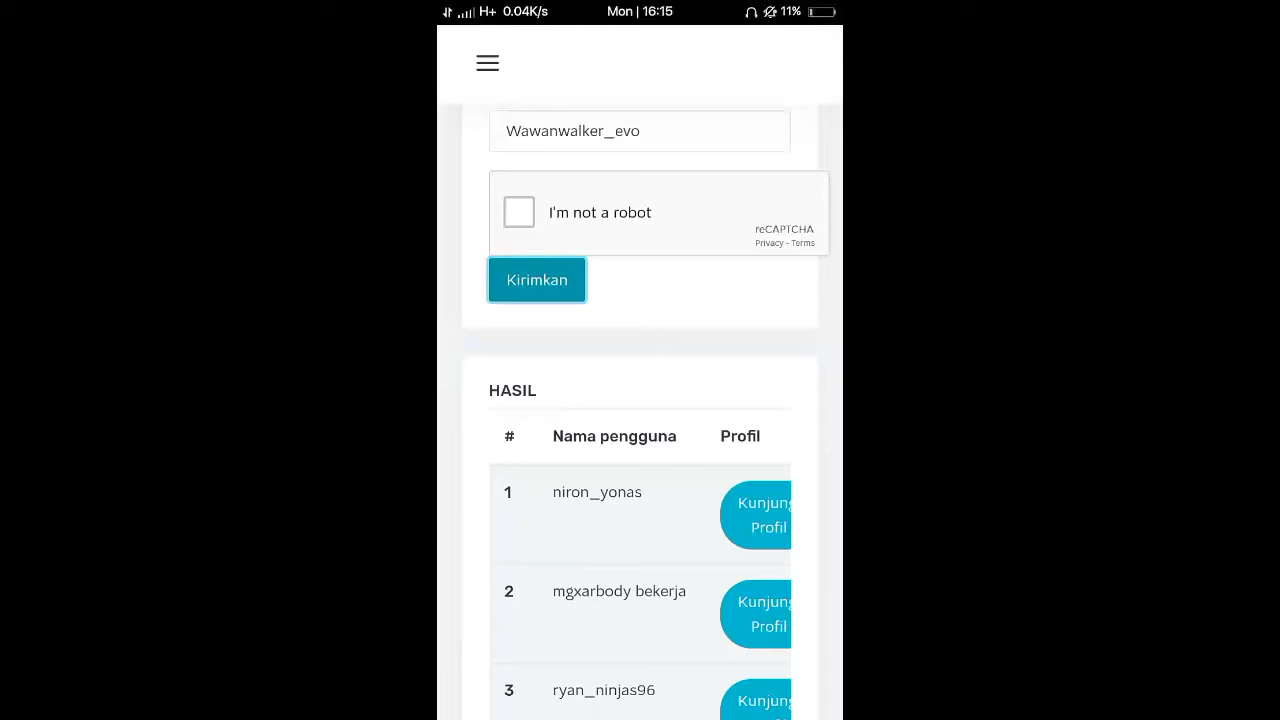 H+ 0.04K/s Mon | 16:15 11%
Wawanwalker_evo
I'm not a robot
reCAPTCHA
Privacy - Terms
Kirimkan
HASIL
# Nama pengguna Profil
1 niron_yonas Kunjung
Profil
2 mgxarbody bekerja Kunjung
Profil
3 ryan_ninjas96 Kunjung